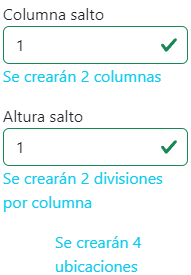 Columna salto
1
Se crearán 2 columnas
Altura salto
1
Se crearán 2 divisiones
por columna
Se crearán 4
ubicaciones